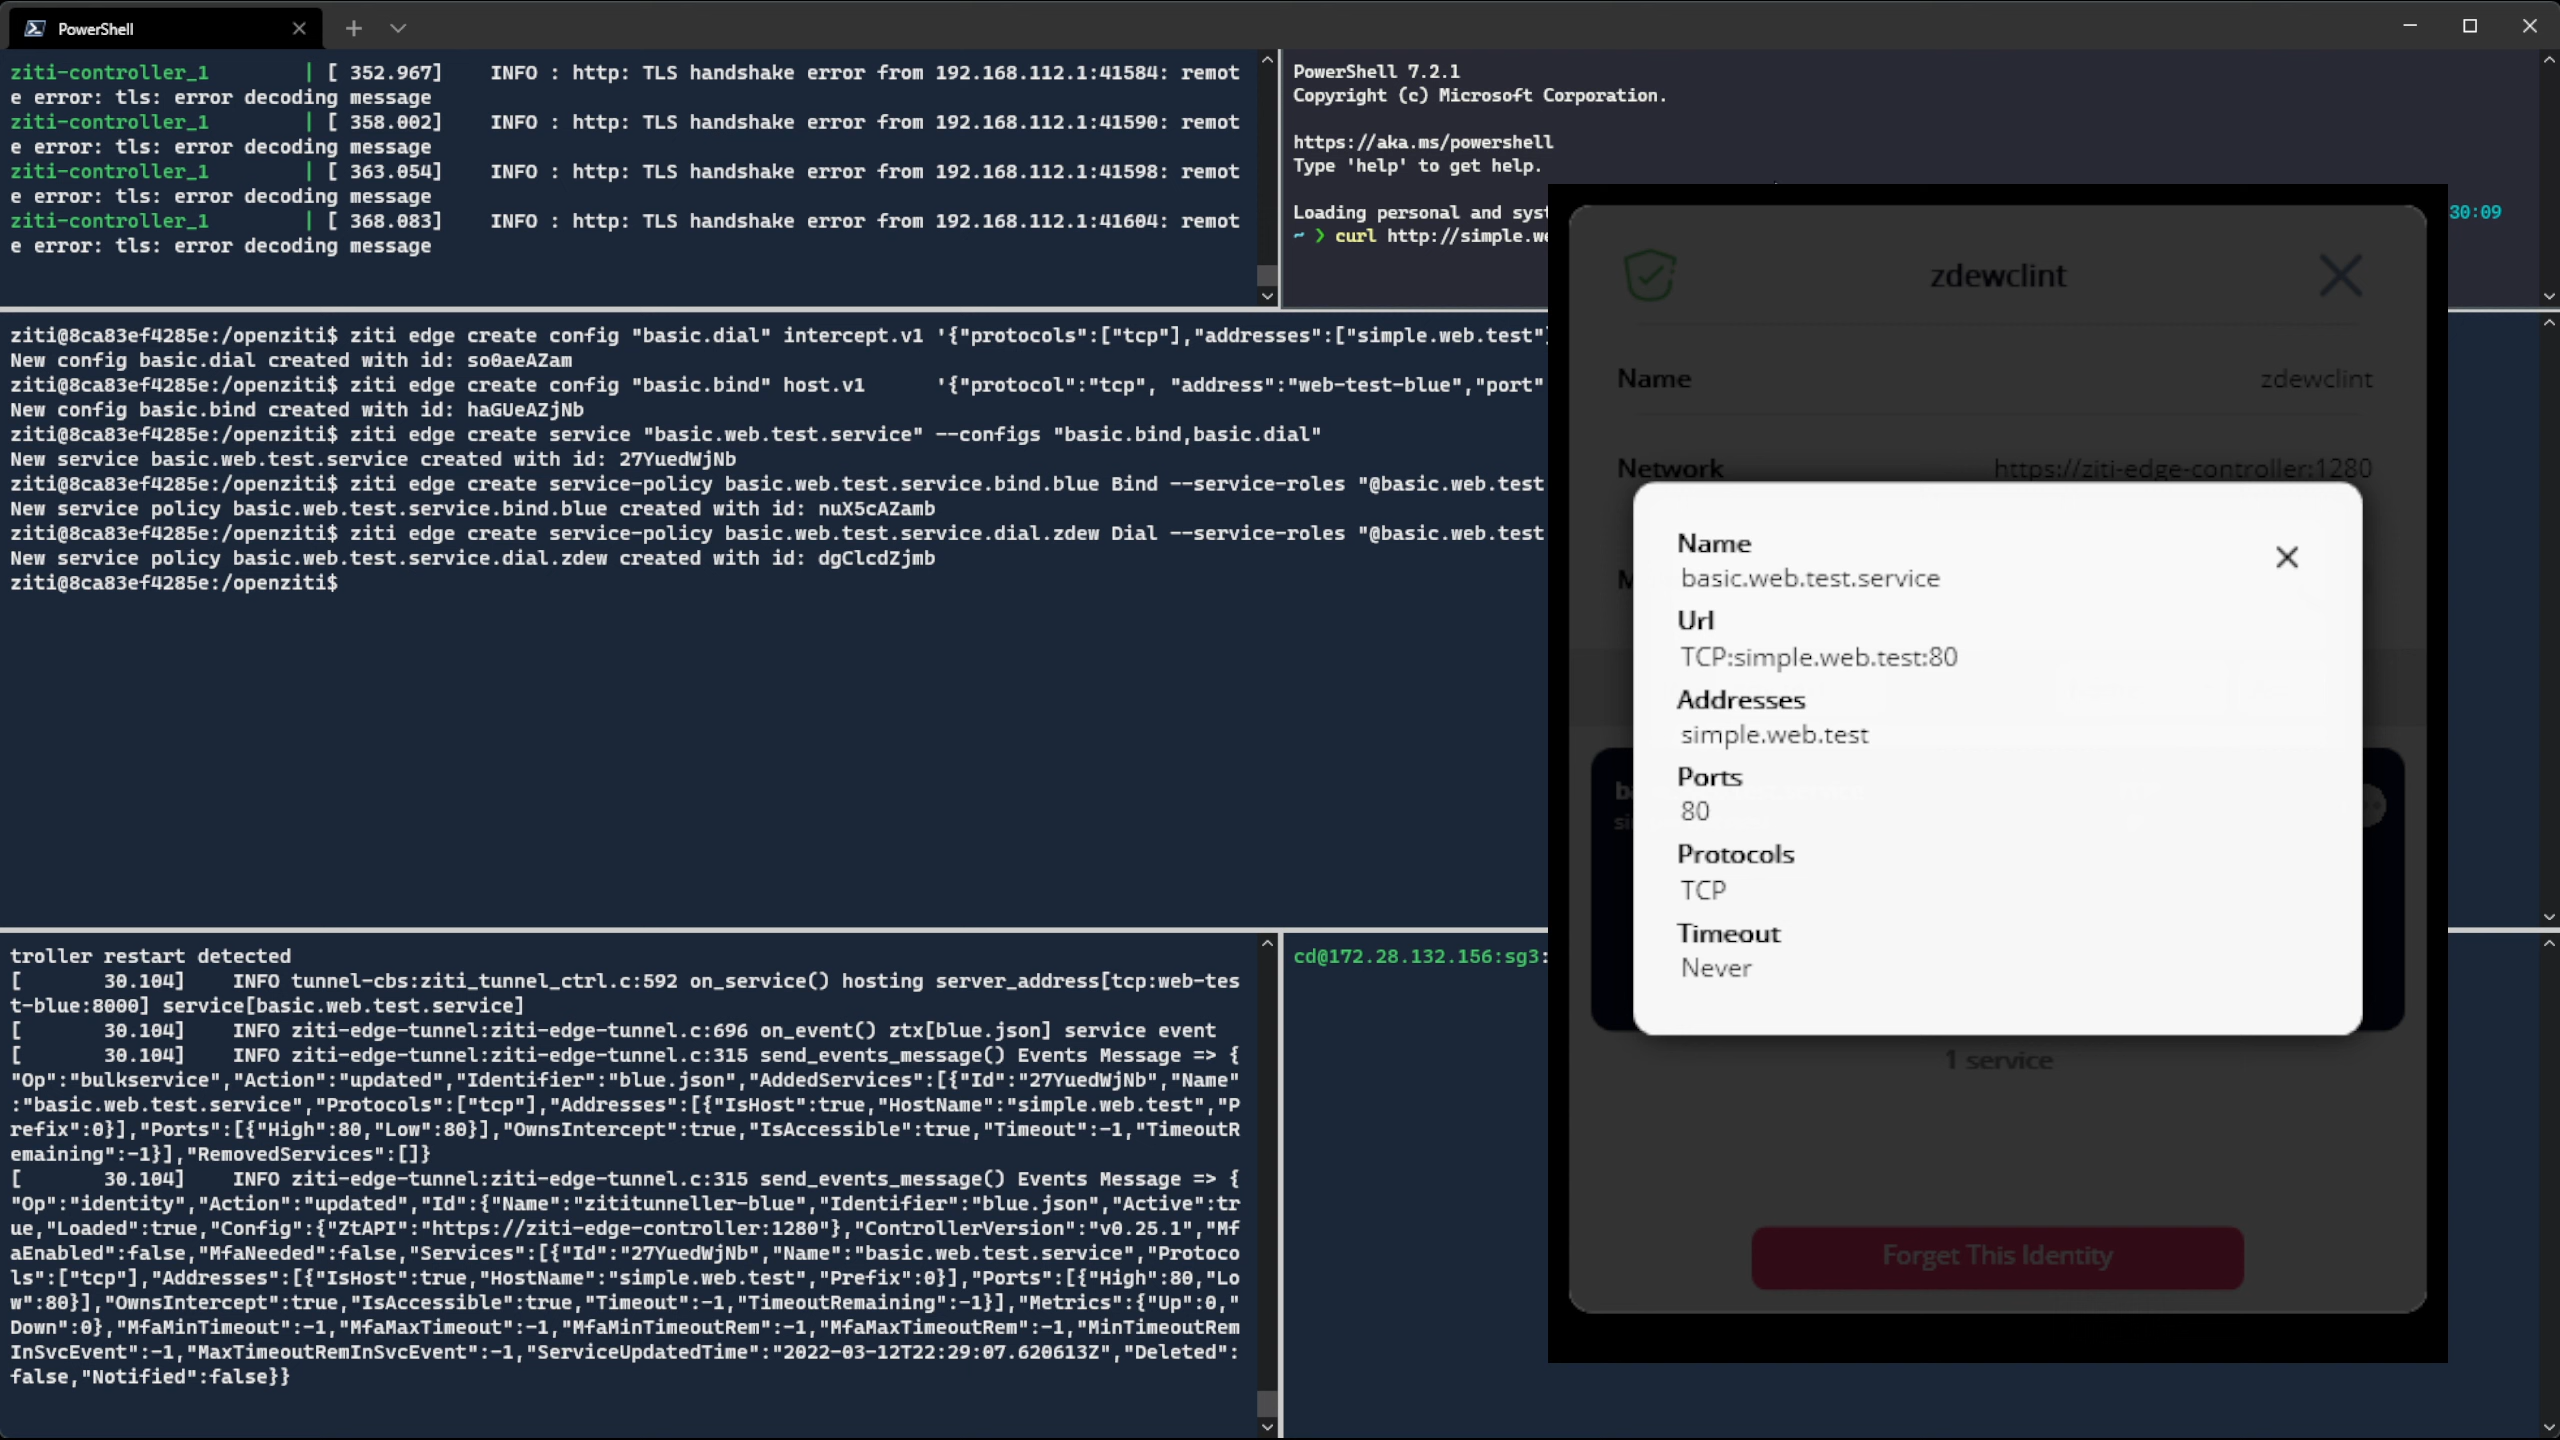 PowerShell
ziti-controller_1        | [ 352.967]    INFO : http: TLS handshake error from 192.168.112.1:41584: remot
e error: tls: error decoding message
ziti-controller_1        | [ 358.002]    INFO : http: TLS handshake error from 192.168.112.1:41590: remot
e error: tls: error decoding message
ziti-controller_1        | [ 363.054]    INFO : http: TLS handshake error from 192.168.112.1:41598: remot
e error: tls: error decoding message
ziti-controller_1        | [ 368.083]    INFO : http: TLS handshake error from 192.168.112.1:41604: remot
e error: tls: error decoding message
PowerShell 7.2.1
Copyright (c) Microsoft Corporation.
https://aka.ms/powershell
Type 'help' to get help.
Loading personal and syst
30:09
~ ❯ curl http://simple.we
ziti@8ca83ef4285e:/openziti$ ziti edge create config "basic.dial" intercept.v1 '{"protocols":["tcp"],"addresses":["simple.web.test"]
New config basic.dial created with id: so0aeAZam
ziti@8ca83ef4285e:/openziti$ ziti edge create config "basic.bind" host.v1      '{"protocol":"tcp", "address":"web-test-blue","port"
New config basic.bind created with id: haGUeAZjNb
ziti@8ca83ef4285e:/openziti$ ziti edge create service "basic.web.test.service" --configs "basic.bind,basic.dial"
New service basic.web.test.service created with id: 27YuedWjNb
ziti@8ca83ef4285e:/openziti$ ziti edge create service-policy basic.web.test.service.bind.blue Bind --service-roles "@basic.web.test
New service policy basic.web.test.service.bind.blue created with id: nuX5cAZamb
ziti@8ca83ef4285e:/openziti$ ziti edge create service-policy basic.web.test.service.dial.zdew Dial --service-roles "@basic.web.test
New service policy basic.web.test.service.dial.zdew created with id: dgClcdZjmb
ziti@8ca83ef4285e:/openziti$
troller restart detected
[       30.104]    INFO tunnel-cbs:ziti_tunnel_ctrl.c:592 on_service() hosting server_address[tcp:web-tes
t-blue:8000] service[basic.web.test.service]
[       30.104]    INFO ziti-edge-tunnel:ziti-edge-tunnel.c:696 on_event() ztx[blue.json] service event
[       30.104]    INFO ziti-edge-tunnel:ziti-edge-tunnel.c:315 send_events_message() Events Message => {
"Op":"bulkservice","Action":"updated","Identifier":"blue.json","AddedServices":[{"Id":"27YuedWjNb","Name"
:"basic.web.test.service","Protocols":["tcp"],"Addresses":[{"IsHost":true,"HostName":"simple.web.test","P
refix":0}],"Ports":[{"High":80,"Low":80}],"OwnsIntercept":true,"IsAccessible":true,"Timeout":-1,"TimeoutR
emaining":-1}],"RemovedServices":[]}
[       30.104]    INFO ziti-edge-tunnel:ziti-edge-tunnel.c:315 send_events_message() Events Message => {
"Op":"identity","Action":"updated","Id":{"Name":"zititunneller-blue","Identifier":"blue.json","Active":tr
ue,"Loaded":true,"Config":{"ZtAPI":"https://ziti-edge-controller:1280"},"ControllerVersion":"v0.25.1","Mf
aEnabled":false,"MfaNeeded":false,"Services":[{"Id":"27YuedWjNb","Name":"basic.web.test.service","Protoco
ls":["tcp"],"Addresses":[{"IsHost":true,"HostName":"simple.web.test","Prefix":0}],"Ports":[{"High":80,"Lo
w":80}],"OwnsIntercept":true,"IsAccessible":true,"Timeout":-1,"TimeoutRemaining":-1}],"Metrics":{"Up":0,"
Down":0},"MfaMinTimeout":-1,"MfaMaxTimeout":-1,"MfaMinTimeoutRem":-1,"MfaMaxTimeoutRem":-1,"MinTimeoutRem
InSvcEvent":-1,"MaxTimeoutRemInSvcEvent":-1,"ServiceUpdatedTime":"2022-03-12T22:29:07.620613Z","Deleted":
false,"Notified":false}}
cd@172.28.132.156:sg3:
zdewclint
Name zdewclint
Network https://ziti-edge-controller:1280
Name
basic.web.test.service
Url
TCP:simple.web.test:80
Addresses
simple.web.test
Ports
80
Protocols
TCP
Timeout
Never
1 service
Forget This Identity